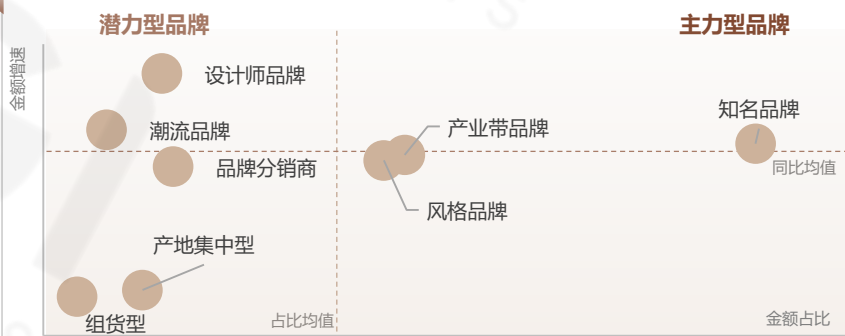 潜力型品牌
主力型品牌
金额增速
设计师品牌
潮流品牌
品牌分销商
产业带品牌
知名品牌
同比均值
风格品牌
产地集中型
组货型
占比均值
金额占比